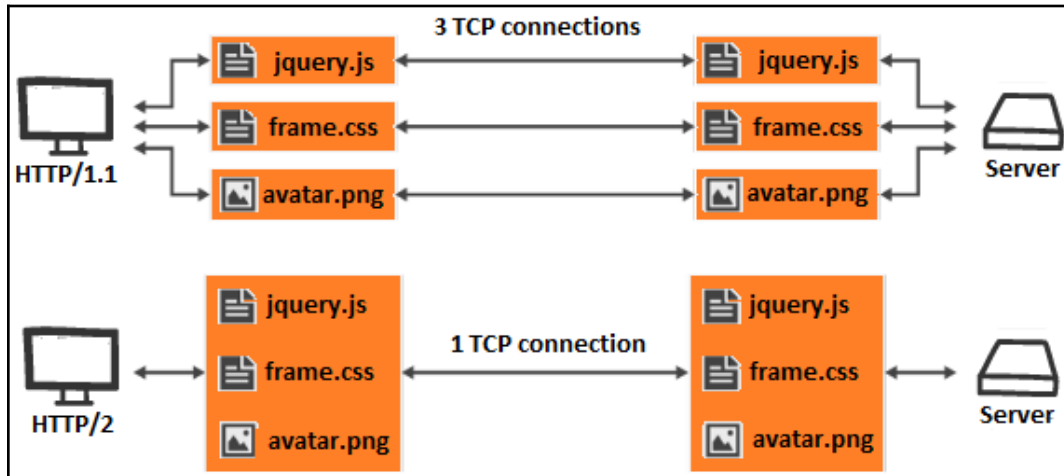 3 TCP connections
jquery.js
jquery.js
frame.css
frame.css
HTTP/1.1
Server
avatar.png
avatar.png
jquery.js
jquery.js
1 TCP connection
frame.css
frame.css
HTTP/2
Server
avatar.png
avatar.png